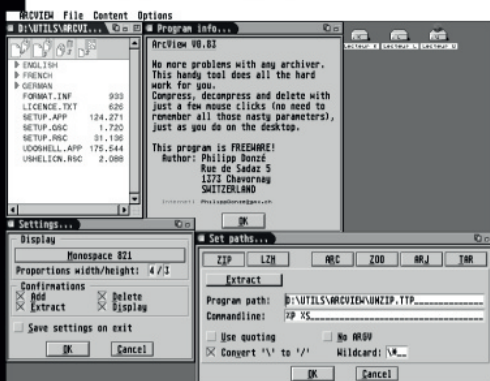 ARCVIEW File Content Options
D:\UTILS\ARCVI...
ENGLISH
FRENCH
GERMAN
FORMAT.INF 933
LICENCE.TXT 626
SETUP.APP 124.271
SETUP.QSC 1.720
SETUP.RSC 31.136
UDOSHELL.APP 175.544
USHELICN.RSC 2.088
Program info...
ArcView V0.83
No more problems with any archiver.
This handy tool does all the hard
work for you.
Compress, decompress and delete with
just a few mouse clicks (no need to
remember all those nasty parameters),
just as you do on the desktop.
This program is FREEWARE!
Author: Philipp Donzé
Rue de Sadaz 5
1373 Chavornay
SWITZERLAND
OK
Settings...
Display
Monospace 821
Proportions width/height: 4/3
Confirmations
Add Delete
Extract Display
Save settings on exit
OK Cancel
Set paths...
ZIP LZH ARC ZOO ARJ TAR
Extract
Program path: D:\UTILS\ARCVIEW\UNZIP.TTP
Commandline:
Use quoting No ARGV
Convert '\' to '/' Wildcard: \*
OK Cancel